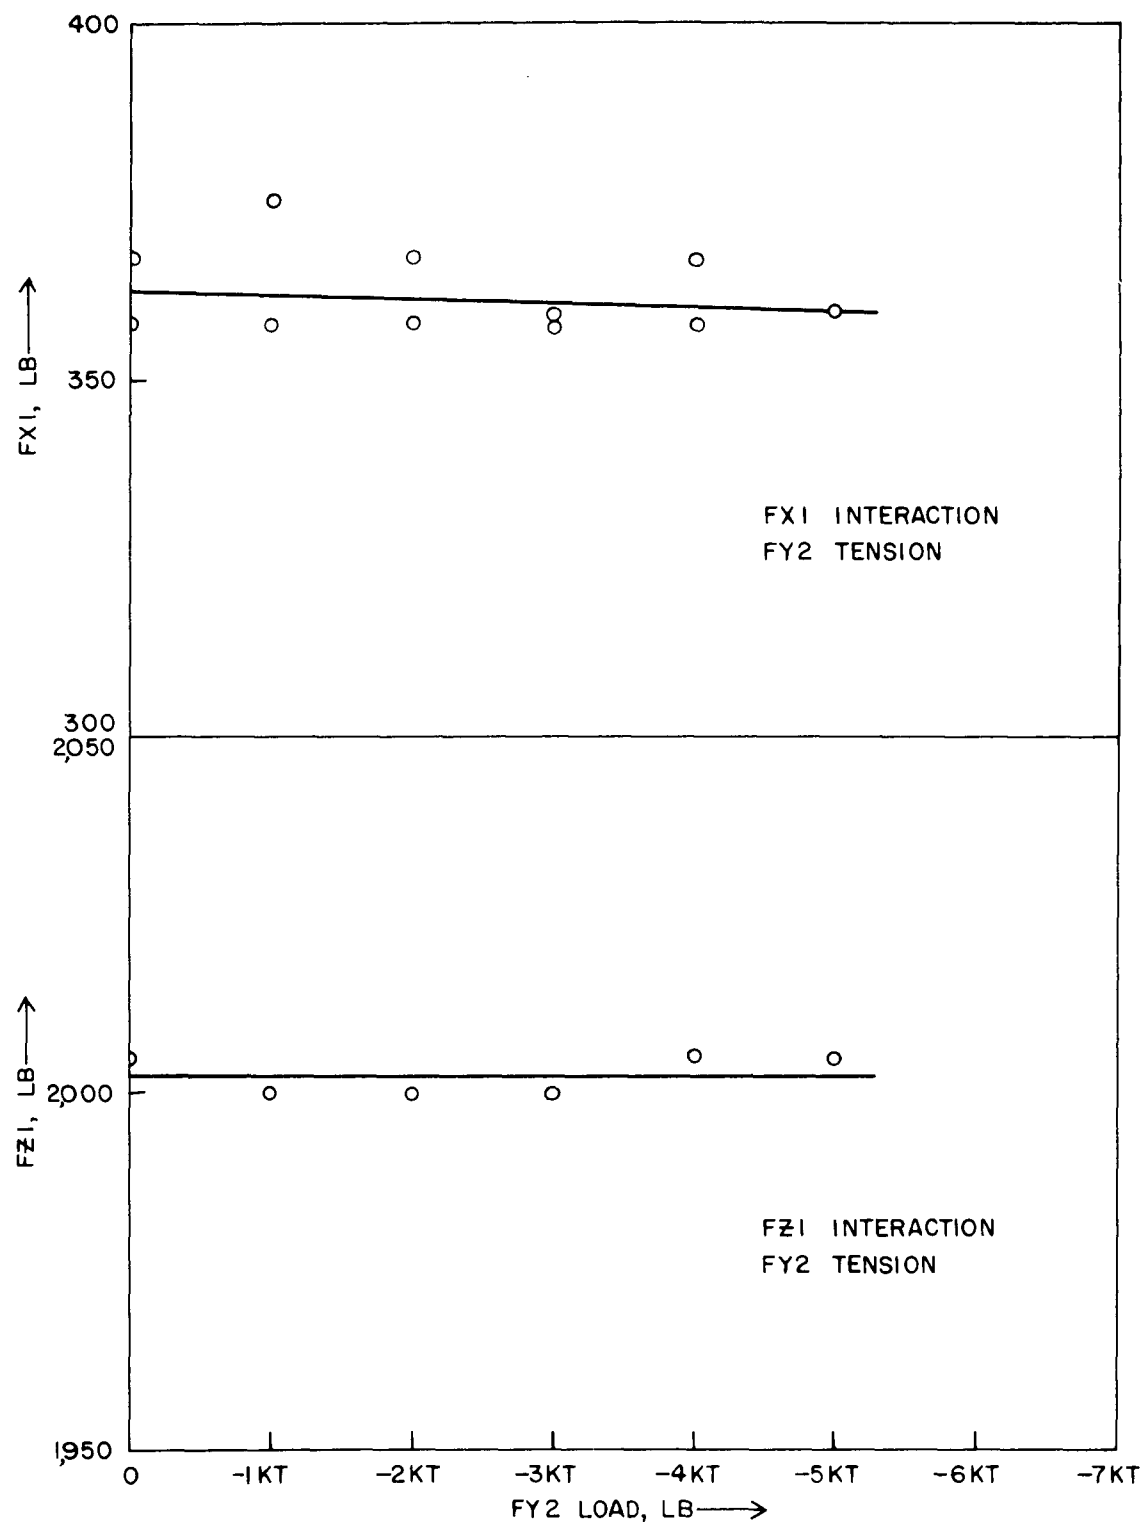 400
FX1, LB
350
FX1 INTERACTION
FY2 TENSION
300
2,050
FZ1, LB
2,000
FZ1 INTERACTION
FY2 TENSION
1,950
0 -1KT -2KT -3KT -4KT -5KT -6KT -7KT
FY2 LOAD, LB